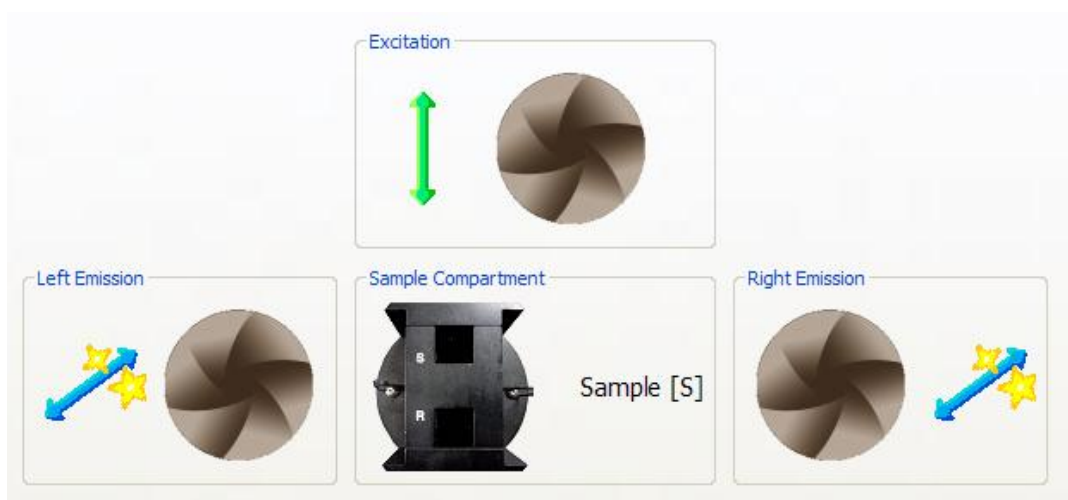 Excitation
Left Emission
Sample Compartment
Right Emission
S
Sample [S]
R